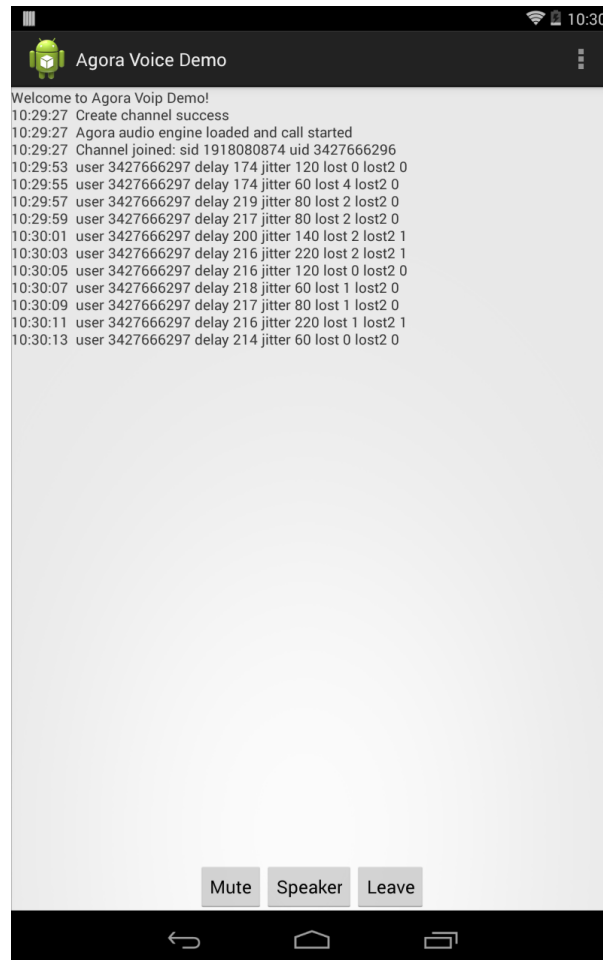 10:30
Agora Voice Demo
Welcome to Agora Voip Demo!
10:29:27 Create channel success
10:29:27 Agora audio engine loaded and call started
10:29:27 Channel joined: sid 1918080874 uid 3427666296
10:29:53 user 3427666297 delay 174 jitter 120 lost 0 lost2 0
10:29:55 user 3427666297 delay 174 jitter 60 lost 4 lost2 0
10:29:57 user 3427666297 delay 219 jitter 80 lost 2 lost2 0
10:29:59 user 3427666297 delay 217 jitter 80 lost 2 lost2 0
10:30:01 user 3427666297 delay 200 jitter 140 lost 2 lost2 1
10:30:03 user 3427666297 delay 216 jitter 220 lost 2 lost2 1
10:30:05 user 3427666297 delay 216 jitter 120 lost 0 lost2 0
10:30:07 user 3427666297 delay 218 jitter 60 lost 1 lost2 0
10:30:09 user 3427666297 delay 217 jitter 80 lost 1 lost2 0
10:30:11 user 3427666297 delay 216 jitter 220 lost 1 lost2 1
10:30:13 user 3427666297 delay 214 jitter 60 lost 0 lost2 0
Mute Speaker Leave